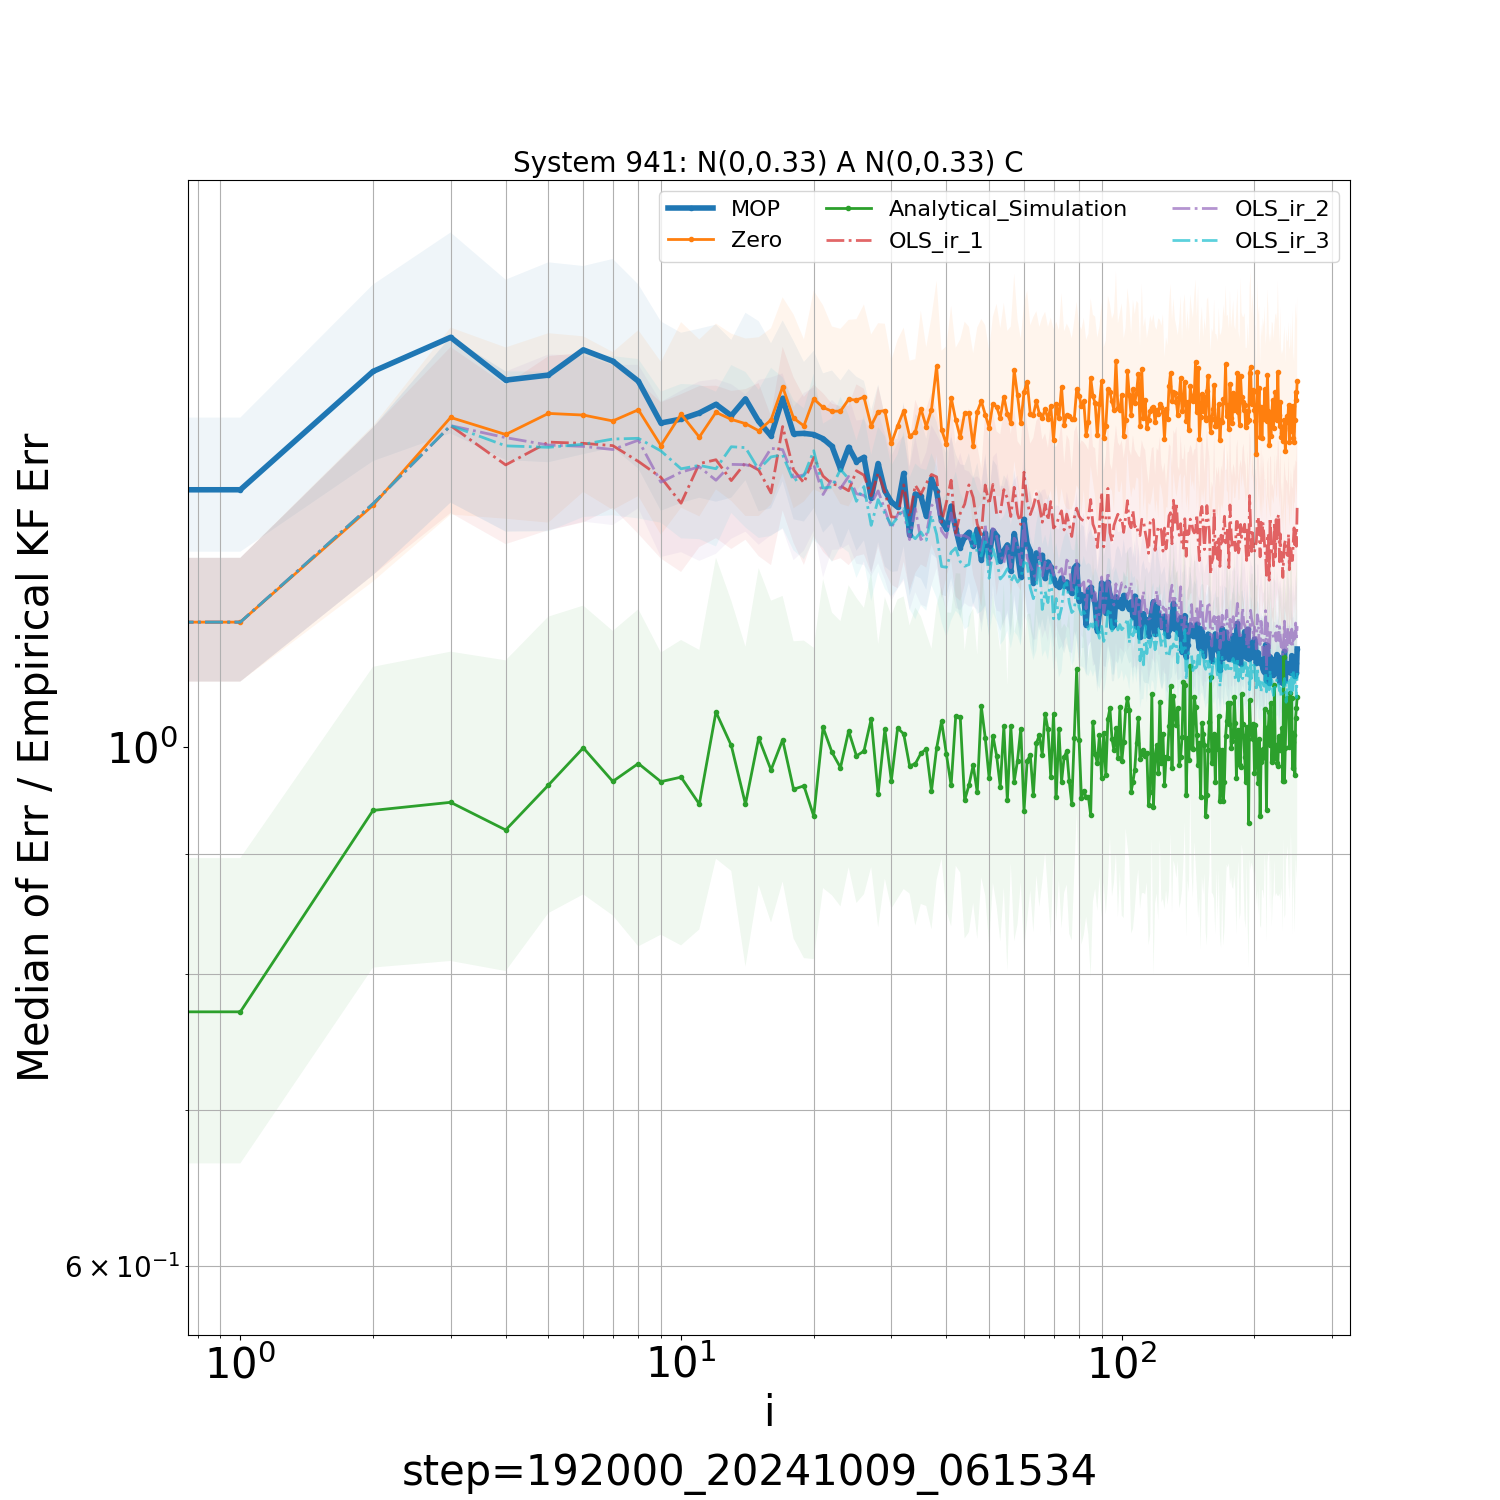 System 941: N(0,0.33) A N(0,0.33) C
MOP
Zero
Analytical_Simulation
OLS_ir_1
OLS_ir_2
OLS_ir_3
Median of Err / Empirical KF Err
10⁰
6 × 10⁻¹
10⁰ 10¹ 10²
i
step=192000_20241009_061534